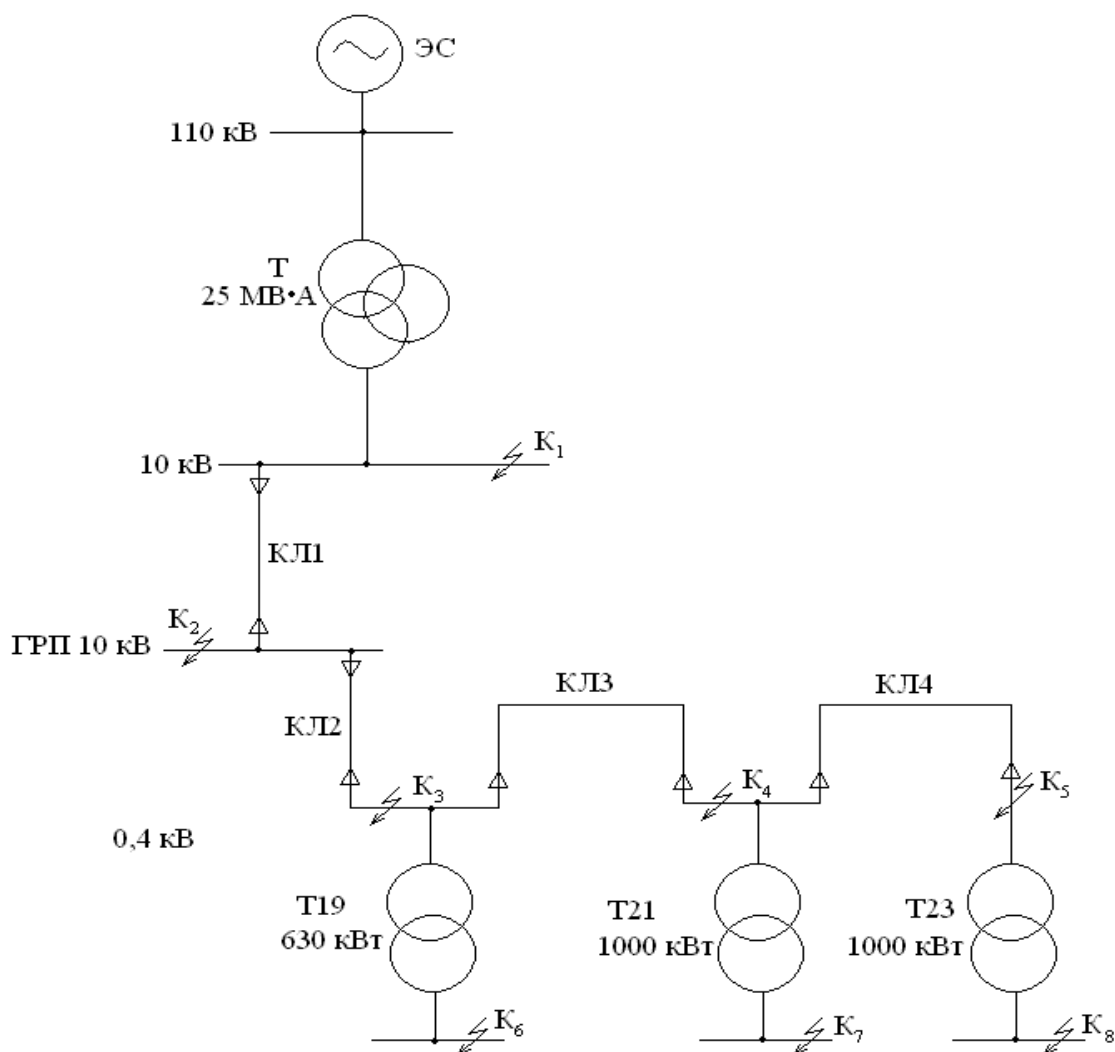 ЭС
110 кВ
Т
25 МВ•А
10 кВ
К1
КЛ1
К2
ГРП 10 кВ
КЛ3
КЛ4
КЛ2
К3
К4
К5
0,4 кВ
Т19
630 кВт
Т21
1000 кВт
Т23
1000 кВт
К6
К7
К8